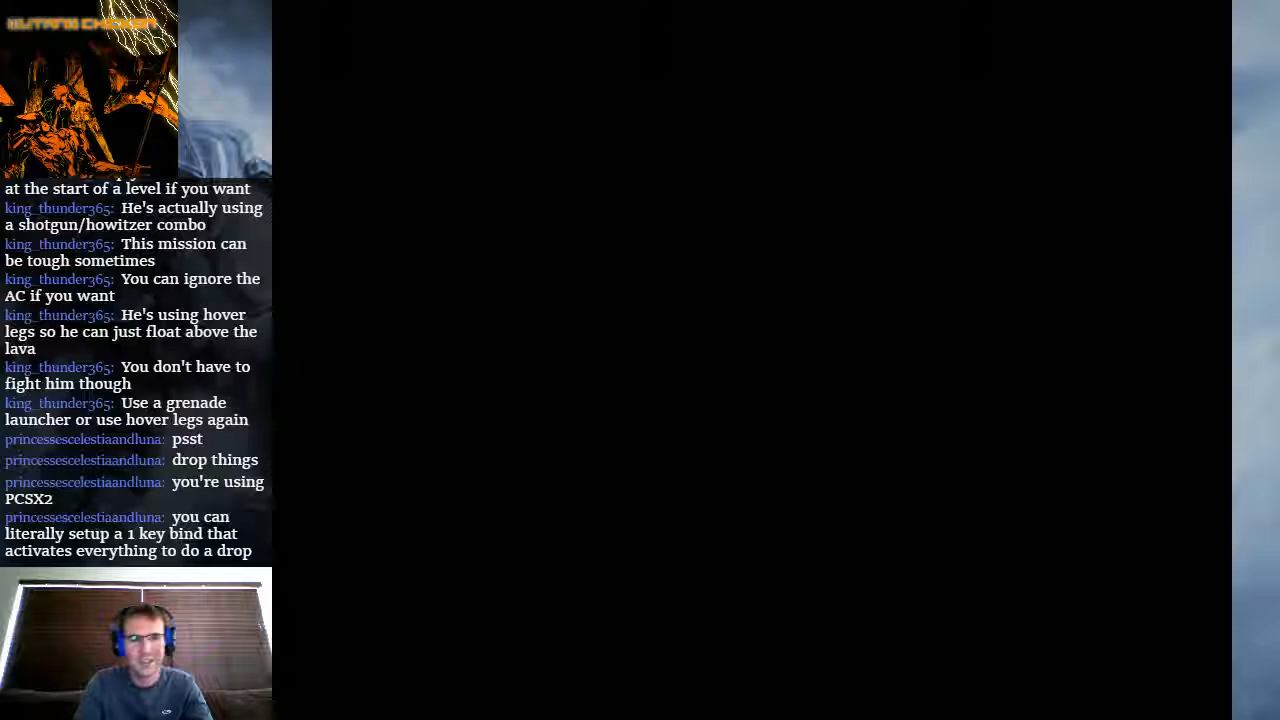 MUTANT CHICKEN
at the start of a level if you want
king_thunder365: He's actually using
a shotgun/howitzer combo
king_thunder365: This mission can
be tough sometimes
king_thunder365: You can ignore the
AC if you want
king_thunder365: He's using hover
legs so he can just float above the
lava
king_thunder365: You don't have to
fight him though
king_thunder365: Use a grenade
launcher or use hover legs again
princessescelestiaandluna: psst
princessescelestiaandluna: drop things
princessescelestiaandluna: you're using
PCSX2
princessescelestiaandluna: you can
literally setup a 1 key bind that
activates everything to do a drop